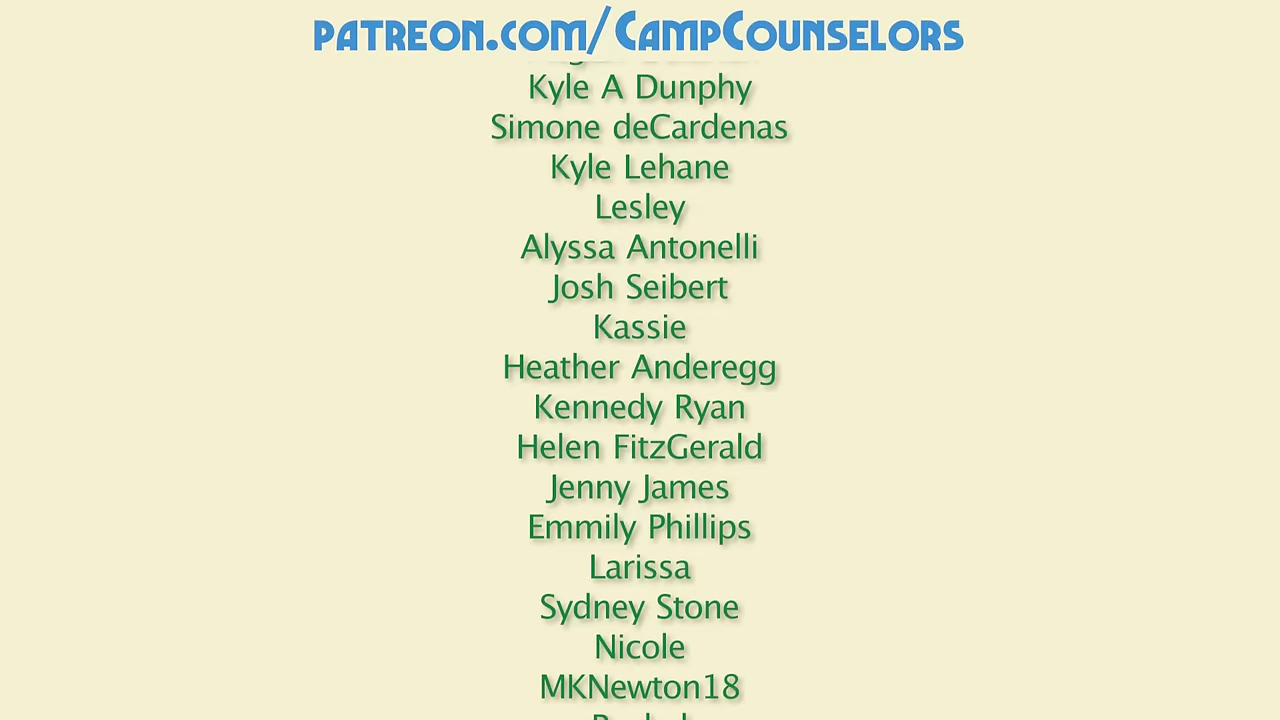 patreon.com/CampCounselors
Kyle A Dunphy
Simone deCardenas
Kyle Lehane
Lesley
Alyssa Antonelli
Josh Seibert
Kassie
Heather Anderegg
Kennedy Ryan
Helen FitzGerald
Jenny James
Emmily Phillips
Larissa
Sydney Stone
Nicole
MKNewton18